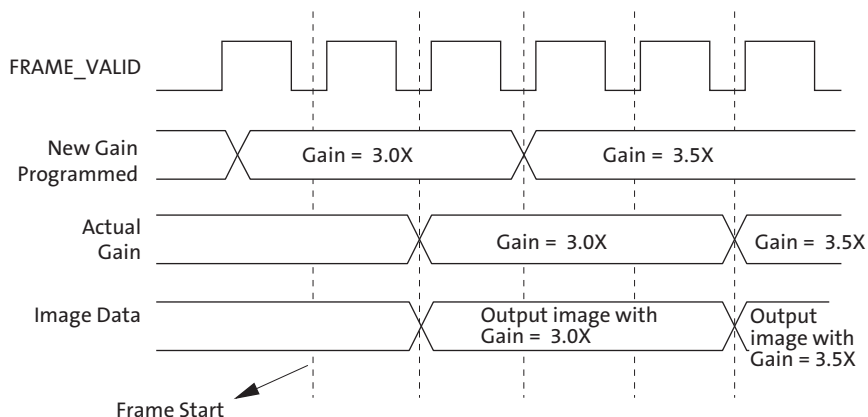 FRAME_VALID
New Gain
Programmed
Gain = 3.0X
Gain = 3.5X
Actual
Gain
Gain = 3.0X
Gain = 3.5X
Image Data
Output image with
Gain = 3.0X
Output
image with
Gain = 3.5X
Frame Start